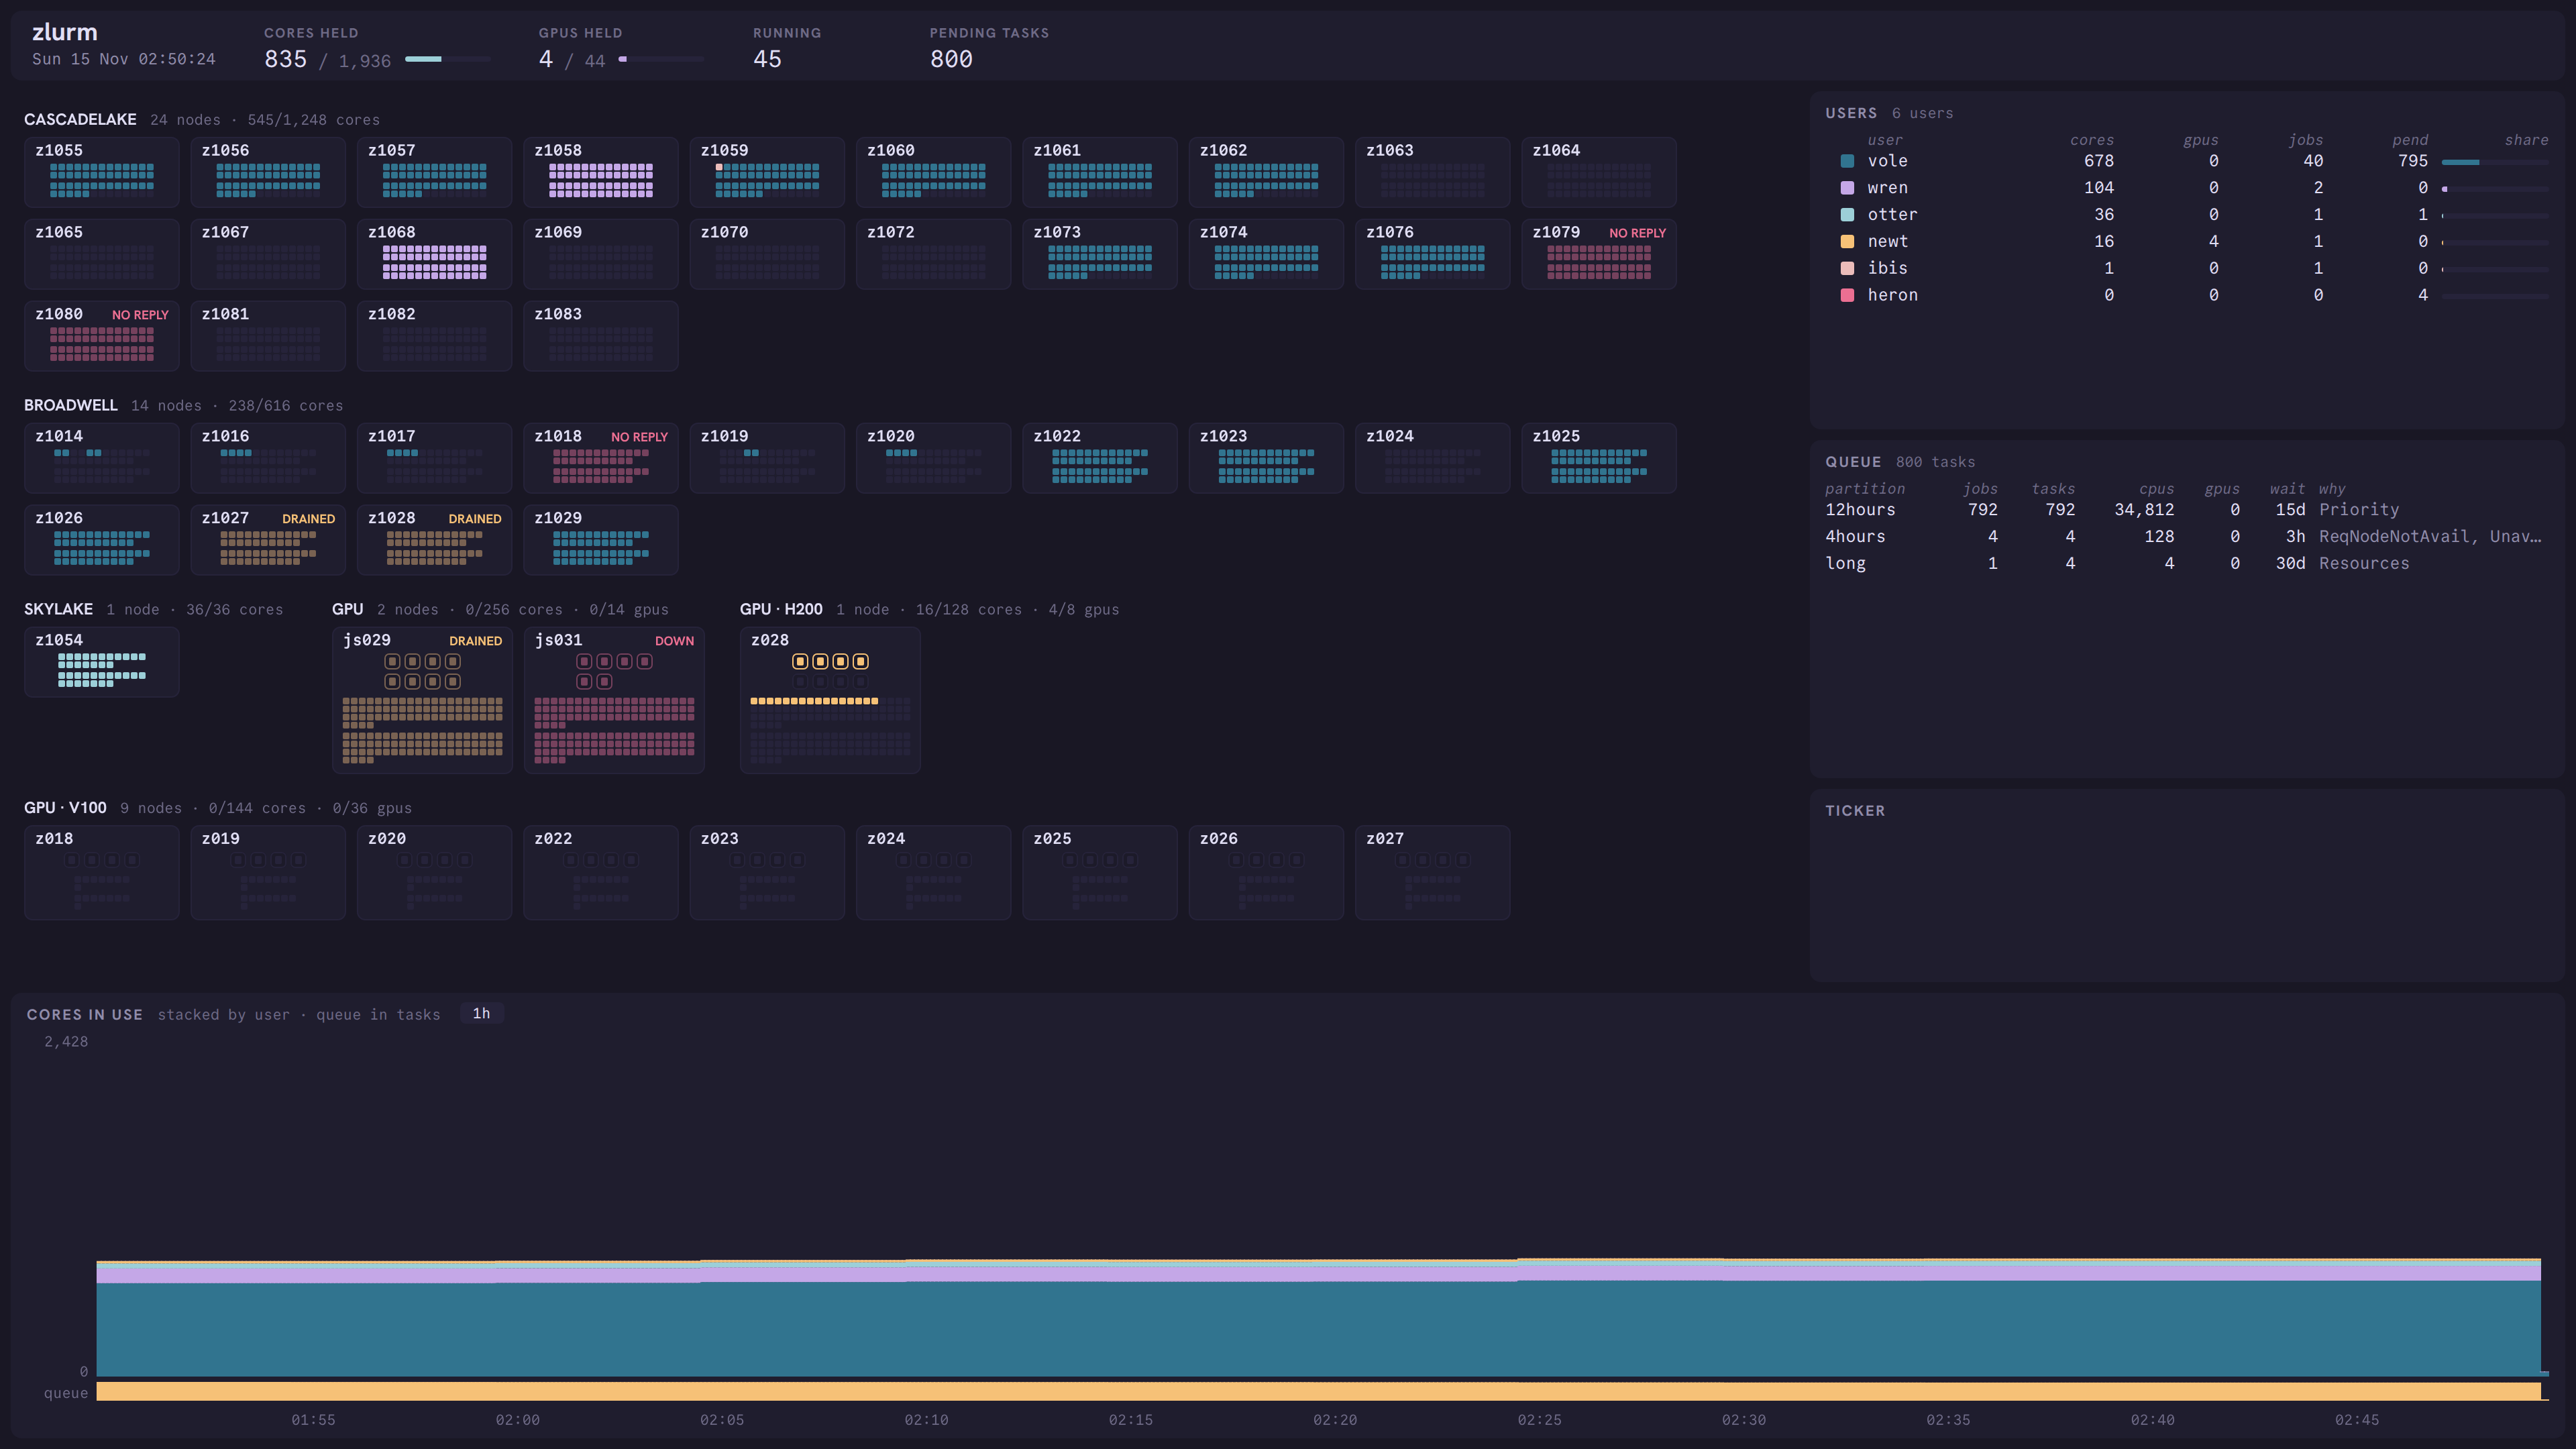 zlurm
Sun 15 Nov 02:50:24
CORES HELD
835 / 1,936
GPUS HELD
4 / 44
RUNNING
45
PENDING TASKS
800
CASCADELAKE 24 nodes · 545/1,248 cores
z1055 z1056 z1057 z1058 z1059 z1060 z1061 z1062 z1063 z1064
z1065 z1067 z1068 z1069 z1070 z1072 z1073 z1074 z1076 z1079 NO REPLY
z1080 NO REPLY z1081 z1082 z1083
BROADWELL 14 nodes · 238/616 cores
z1014 z1016 z1017 z1018 NO REPLY z1019 z1020 z1022 z1023 z1024 z1025
z1026 z1027 DRAINED z1028 DRAINED z1029
SKYLAKE 1 node · 36/36 cores
z1054
GPU 2 nodes · 0/256 cores · 0/14 gpus
js029 DRAINED js031 DOWN
GPU · H200 1 node · 16/128 cores · 4/8 gpus
z028
GPU · V100 9 nodes · 0/144 cores · 0/36 gpus
z018 z019 z020 z022 z023 z024 z025 z026 z027
USERS 6 users
user cores gpus jobs pend share
vole 678 0 40 795
wren 104 0 2 0
otter 36 0 1 1
newt 16 4 1 0
ibis 1 0 1 0
heron 0 0 0 4
QUEUE 800 tasks
partition jobs tasks cpus gpus wait why
12hours 792 792 34,812 0 15d Priority
4hours 4 4 128 0 3h ReqNodeNotAvail, Unav…
long 1 4 4 0 30d Resources
TICKER
CORES IN USE stacked by user · queue in tasks 1h
2,428
0
queue
01:55 02:00 02:05 02:10 02:15 02:20 02:25 02:30 02:35 02:40 02:45